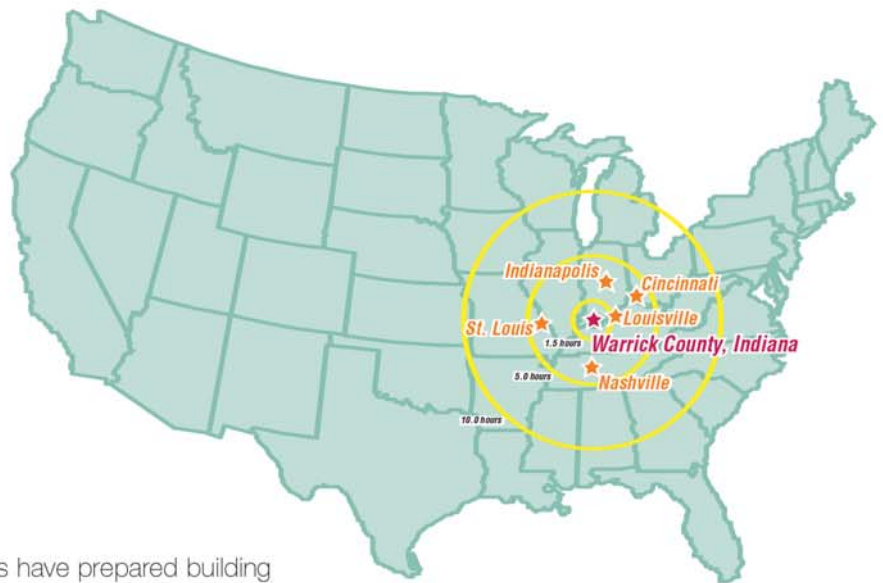 Indianapolis
Cincinnati
St. Louis
Louisville
1.5 hours
Warrick County, Indiana
5.0 hours
Nashville
10.0 hours
s have prepared building